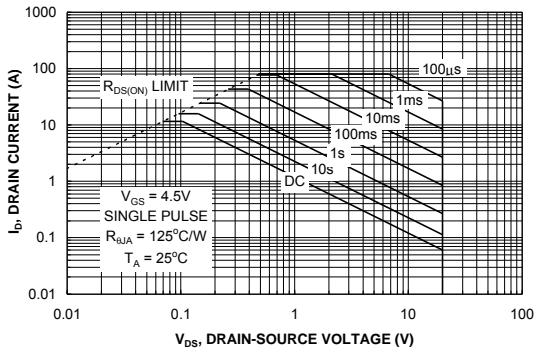 1000
100
10
1
0.1
0.01
I_D, DRAIN CURRENT (A)
R_DS(ON) LIMIT
100μs
1ms
10ms
100ms
1s
10s
DC
V_GS = 4.5V
SINGLE PULSE
R_θJA = 125°C/W
T_A = 25°C
0.01 0.1 1 10 100
V_DS, DRAIN-SOURCE VOLTAGE (V)